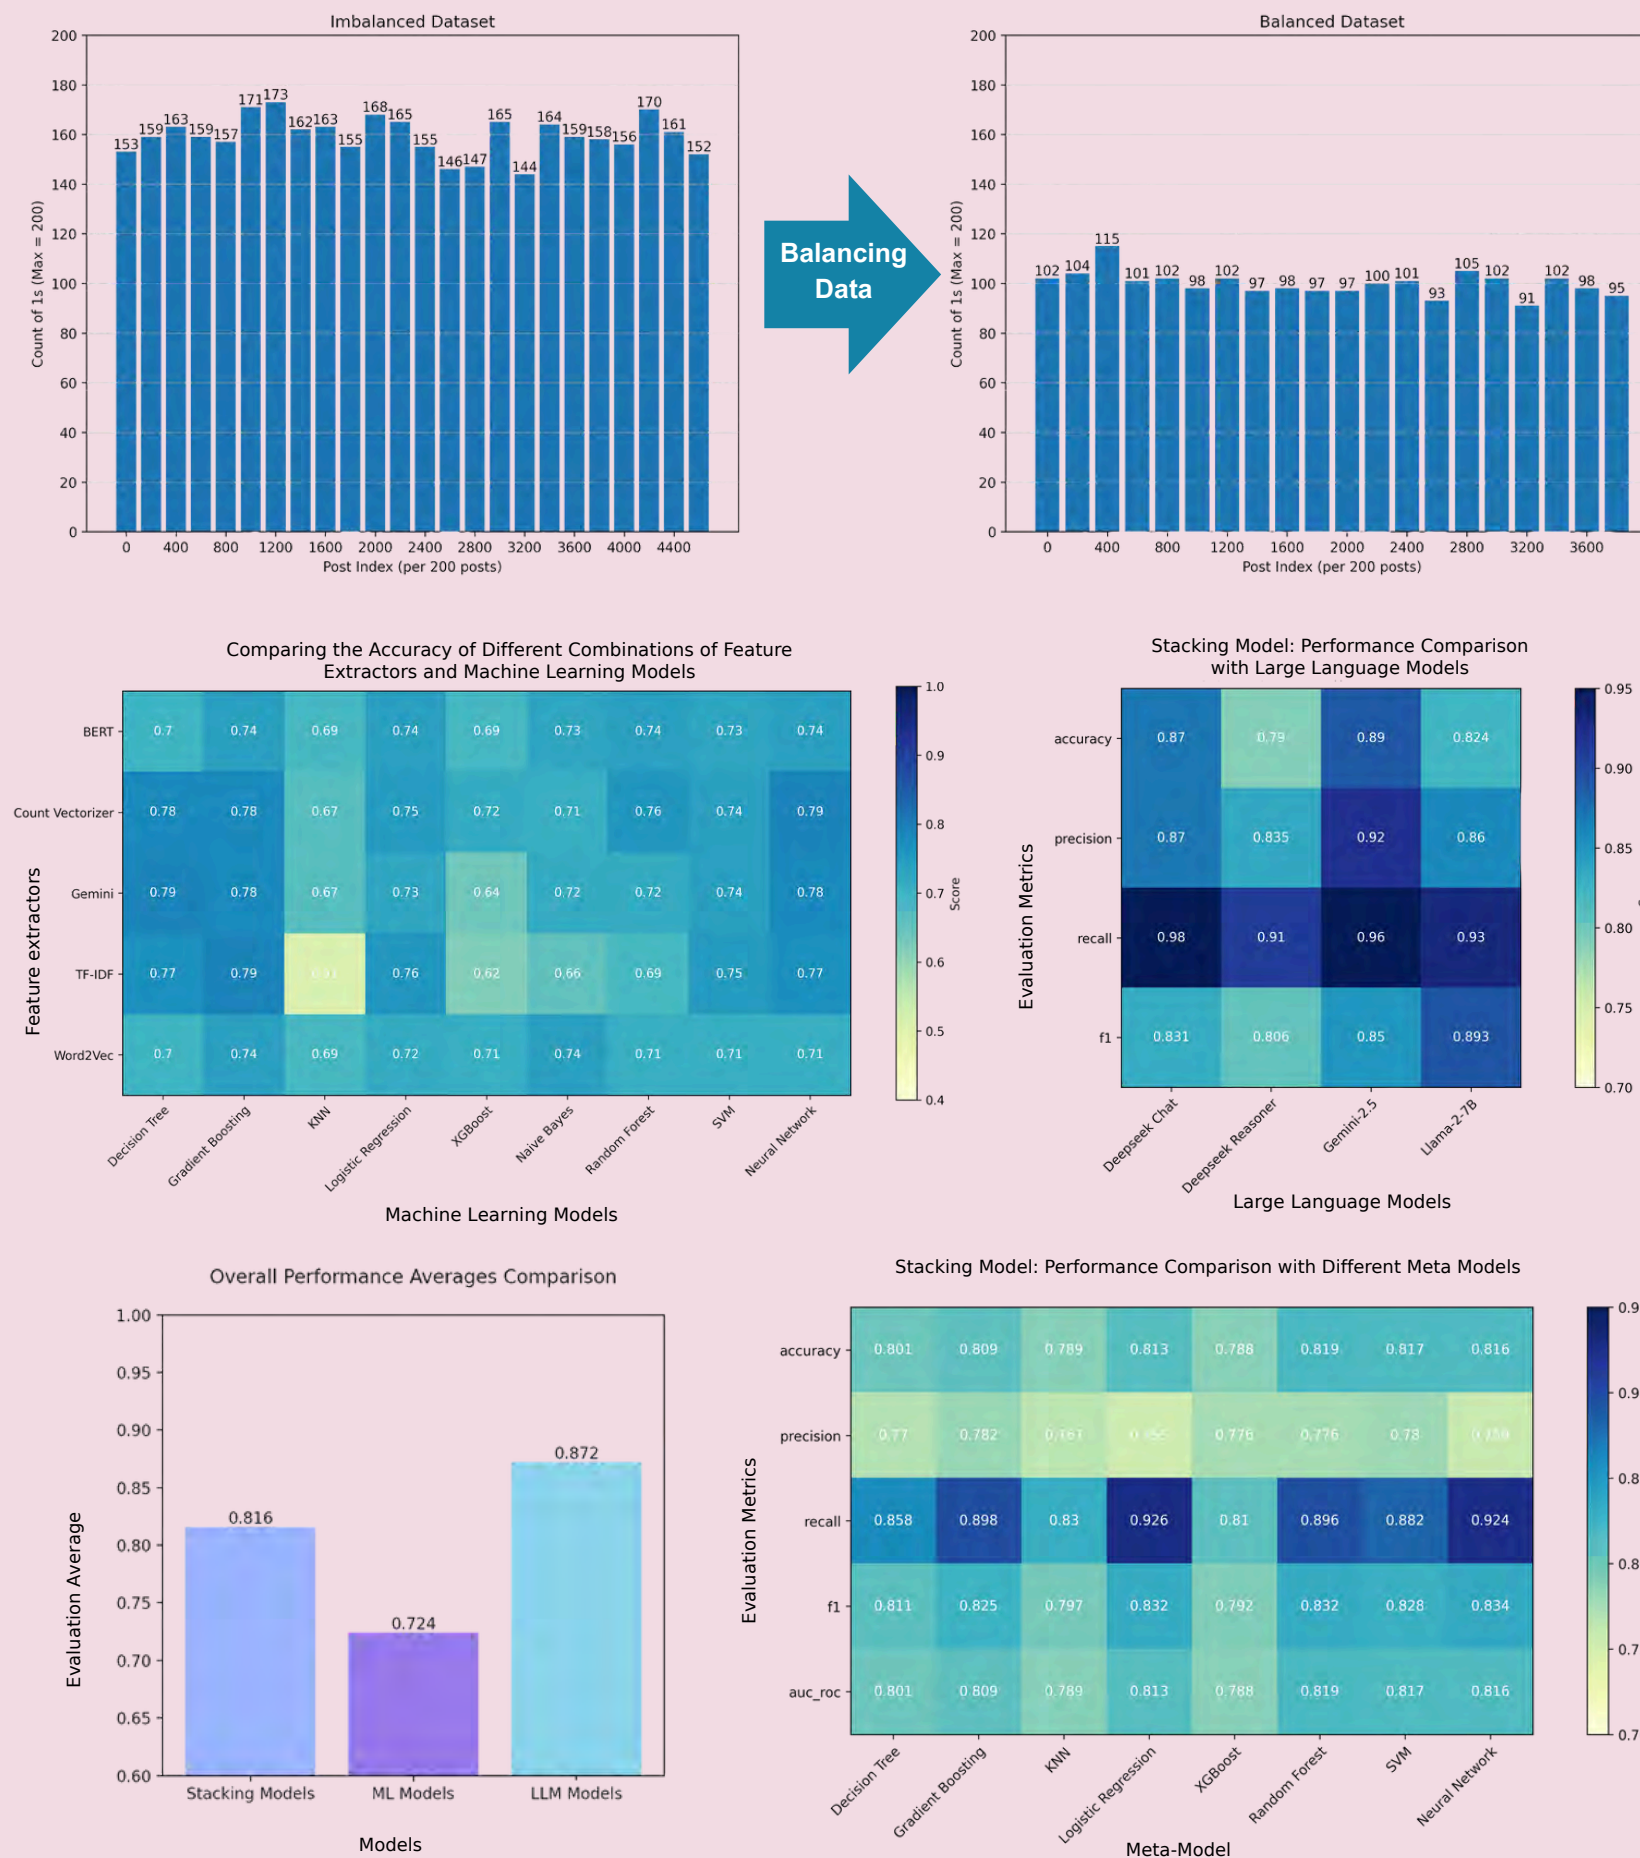 Imbalanced Dataset
Count of 1s (Max = 200)
200
180
160
140
120
100
80
60
40
20
0
153 159 163 159 157 171 173 162 163 155 168 165 155 146 147 165 144 164 159 158 156 170 161 152
0 400 800 1200 1600 2000 2400 2800 3200 3600 4000 4400
Post Index (per 200 posts)
Balancing
Data
Balanced Dataset
Count of 1s (Max = 200)
200
180
160
140
120
100
80
60
40
20
0
102 104 115 101 102 98 102 97 98 97 97 100 101 93 105 102 91 102 98 95
0 400 800 1200 1600 2000 2400 2800 3200 3600
Post Index (per 200 posts)
Comparing the Accuracy of Different Combinations of Feature
Extractors and Machine Learning Models
Feature extractors
BERT 0.7 0.74 0.69 0.74 0.69 0.73 0.74 0.73 0.74
Count Vectorizer 0.78 0.78 0.67 0.75 0.72 0.71 0.76 0.74 0.79
Gemini 0.79 0.78 0.67 0.73 0.64 0.72 0.72 0.74 0.78
TF-IDF 0.77 0.79 0.76 0.62 0.66 0.69 0.75 0.77
Word2Vec 0.7 0.74 0.69 0.72 0.71 0.74 0.71 0.71 0.71
Decision Tree Gradient Boosting KNN Logistic Regression XGBoost Naive Bayes Random Forest SVM Neural Network
Machine Learning Models
1.0
0.9
0.8
0.7
0.6
0.5
0.4
Score
Stacking Model: Performance Comparison
with Large Language Models
Evaluation Metrics
accuracy 0.87 0.79 0.89 0.824
precision 0.87 0.835 0.92 0.86
recall 0.98 0.91 0.96 0.93
f1 0.831 0.806 0.85 0.893
Deepseek Chat Deepseek Reasoner Gemini-2.5 Llama-2-7B
Large Language Models
0.95
0.90
0.85
0.80
0.75
0.70
Overall Performance Averages Comparison
Evaluation Average
1.00
0.95
0.90
0.85
0.80
0.75
0.70
0.65
0.60
0.816 0.724 0.872
Stacking Models ML Models LLM Models
Models
Stacking Model: Performance Comparison with Different Meta Models
Evaluation Metrics
accuracy 0.801 0.809 0.789 0.813 0.788 0.819 0.817 0.816
precision 0.77 0.782 0.776 0.776 0.78
recall 0.858 0.898 0.83 0.926 0.81 0.896 0.882 0.924
f1 0.811 0.825 0.797 0.832 0.792 0.832 0.828 0.834
auc_roc 0.801 0.809 0.789 0.813 0.788 0.819 0.817 0.816
Decision Tree Gradient Boosting KNN Logistic Regression XGBoost Random Forest SVM Neural Network
Meta-Model
0.9
0.9
0.8
0.8
0.7
0.7